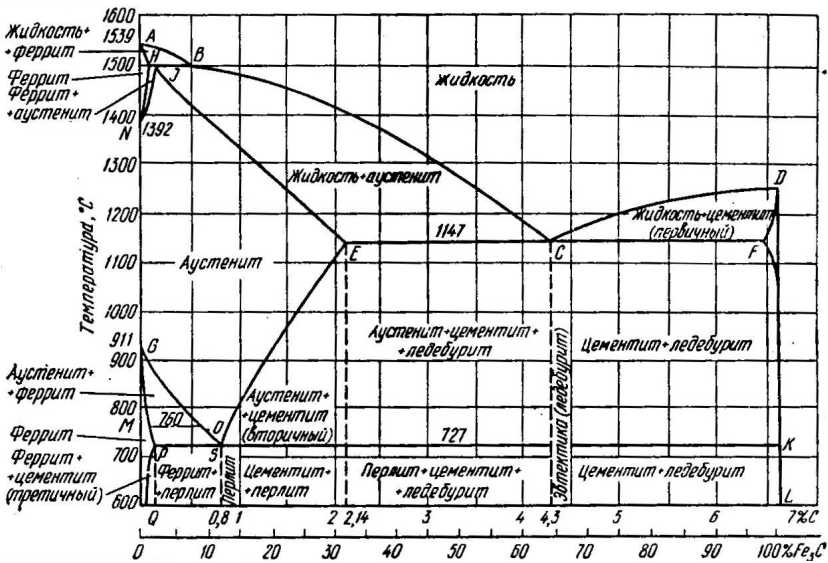 1600
1539
1500
1400
1300
1200
1100
1000
911
900
800
700
600
Температура, °C
Жидкость+
+феррит
Феррит
Феррит+
+аустенит
N
1392
A
H
J
B
Жидкость
Жидкость+аустенит
D
Жидкость+цементит
(первичный)
1147
E
C
F
Аустенит
G
Аустенит+
+феррит
M
760
O
Аустенит+
+цементит
(вторичный)
Аустенит+цементит+
+ледебурит
Эвтектика (ледебурит)
Цементит+ледебурит
727
K
Феррит
P
S
Феррит+
+цементит
(третичный)
Феррит+
+перлит
Перлит
Цементит+
+перлит
Перлит+цементит+
+ледебурит
Цементит+ледебурит
L
Q
0,8
1
2
2,14
3
4
4,3
5
6
7%C
0
10
20
30
40
50
60
70
80
90
100%Fe₃C